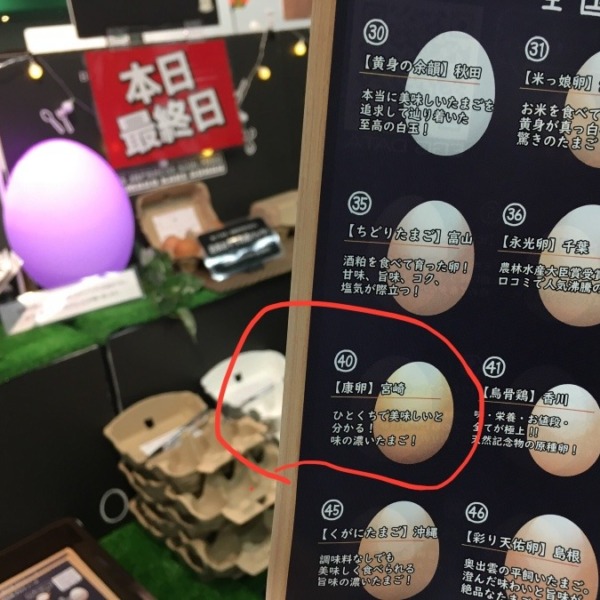 本日
最終日
㉚
【黄身の余韻】秋田
本当に美味しいたまごを
追求して辿り着いた
至高の白玉！
㉛
【米っ娘卵】
お米を食べて
黄身が真っ白
驚きのたまご
㉟
【ちどりたまご】富山
酒粕を食べて育った卵！
甘味、旨味、コク、
塩気が際立つ！
㊱
【永光卵】千葉
農林水産大臣賞受賞
口コミで人気沸騰の
㊵
【康卵】宮崎
ひとくちで美味しいと
分かる！
味の濃いたまご！
㊶
【烏骨鶏】香川
味・栄養・お値段・
全てが極上！！
天然記念物の原種卵！
㊺
【くがにたまご】沖縄
調味料なしでも
美味しく食べられる
旨味の濃いたまご！
㊻
【彩り天佑卵】島根
奥出雲の平飼いたまご。
澄んだ味わいと旨味が
絶品なたまご